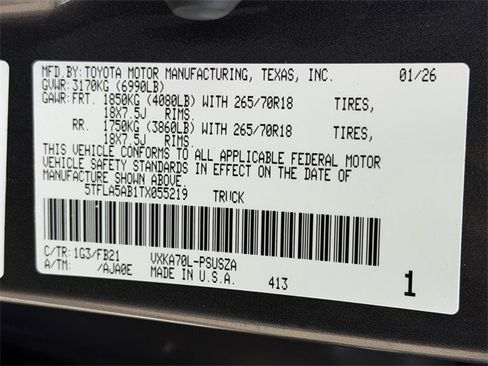 MFD.BY: TOYOTA MOTOR MANUFACTURING, TEXAS, INC. 01/26
GVWR: 3170KG (6990LB)
GAWR: FRT. 1850KG (4080LB) WITH 265/70R18 TIRES,
18X7.5J RIMS.
RR. 1750KG (3860LB) WITH 265/70R18 TIRES,
18X7.5J RIMS.
THIS VEHICLE CONFORMS TO ALL APPLICABLE FEDERAL MOTOR
VEHICLE SAFETY STANDARDS IN EFFECT ON THE DATE OF
MANUFACTURE SHOWN ABOVE.
5TFLA5AB1TX055219 TRUCK
C/TR: 1G3/FB21 VXKA70L-PSUSZA
A/TM: /AJA0E MADE IN U.S.A. 413 1